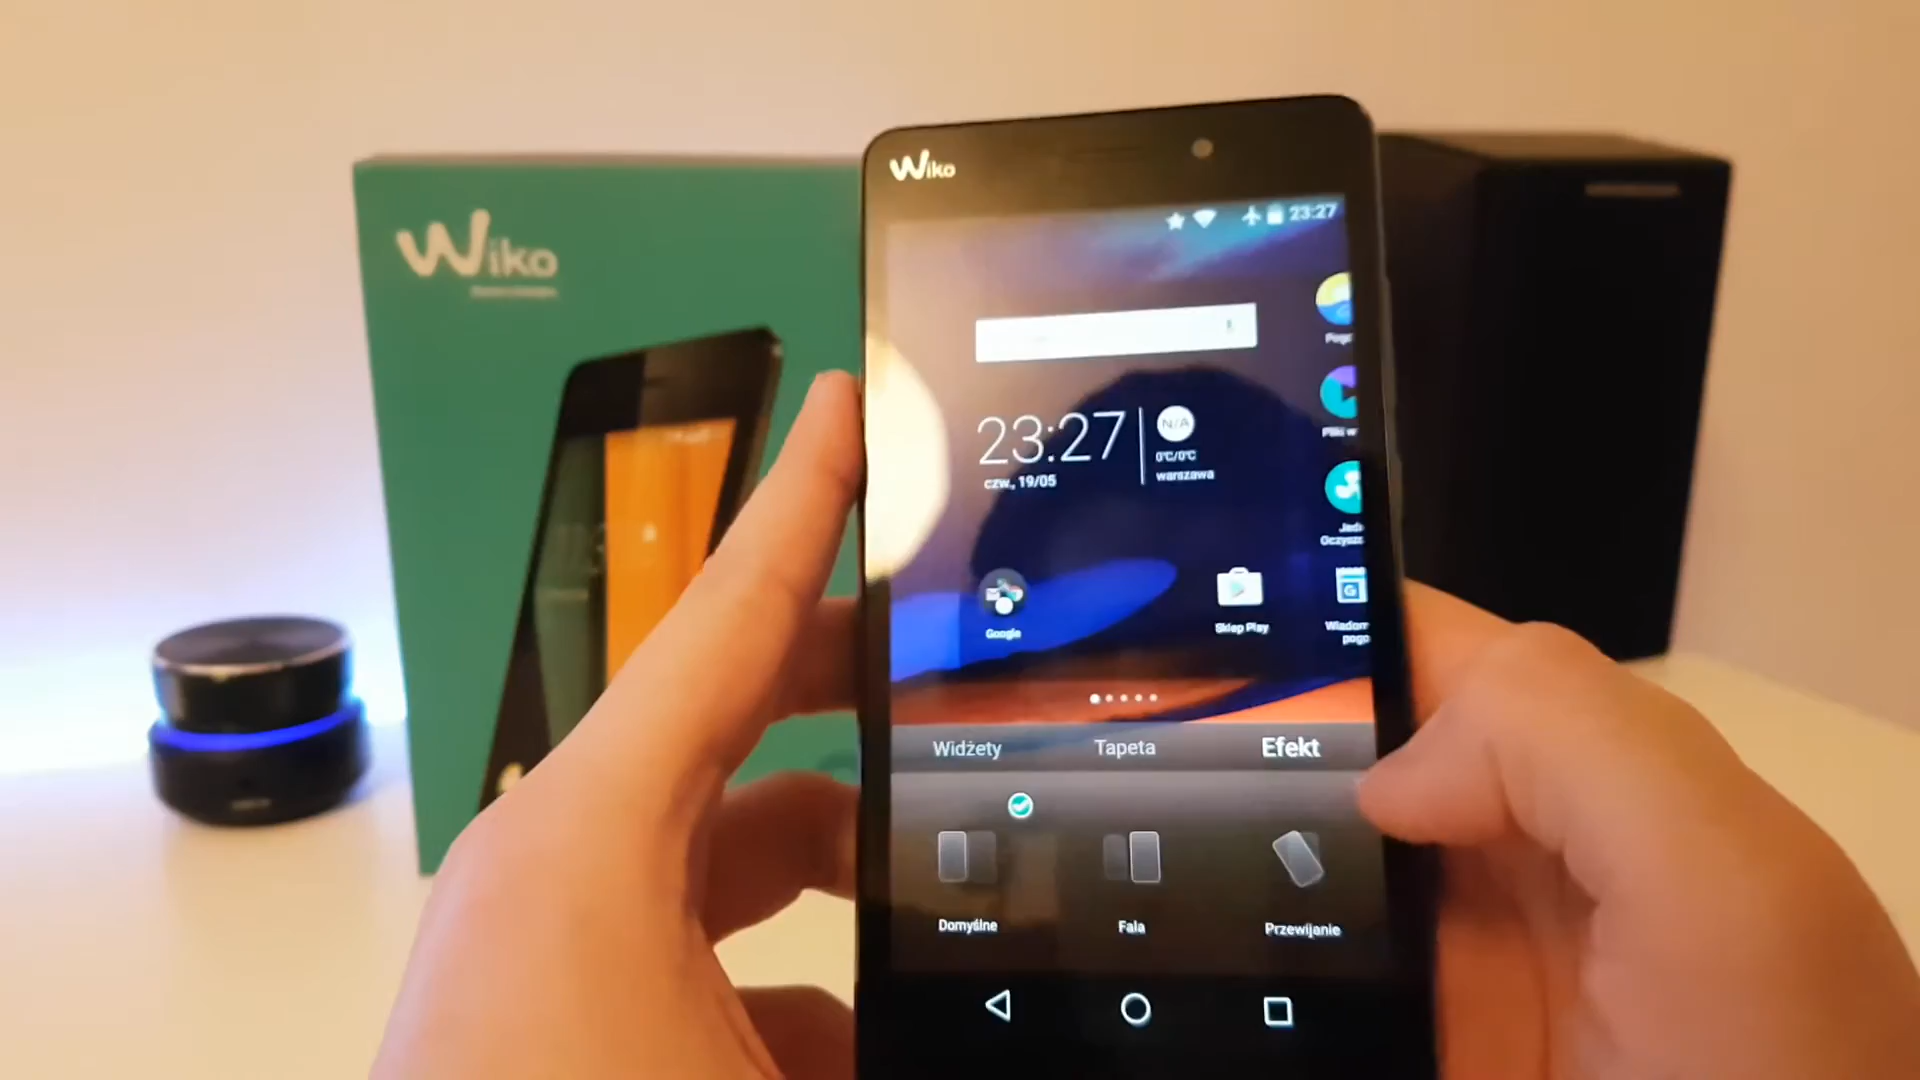 Wiko
Wiko
23:27
23:27
N/A
0°C/0°C
czw., 19/05
warszawa
Google
Sklep Play
Widżety
Tapeta
Efekt
Domyślne
Fala
Przewijanie